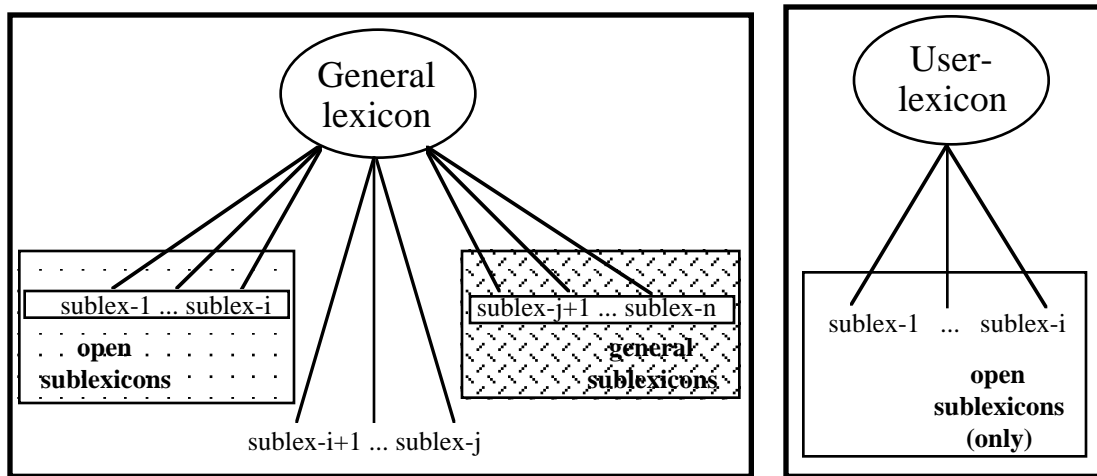 General
lexicon
sublex-1 ... sublex-i
open
sublexicons
sublex-i+1 ... sublex-j
sublex-j+1 ... sublex-n
general
sublexicons
User-
lexicon
sublex-1 ... sublex-i
open
sublexicons
(only)